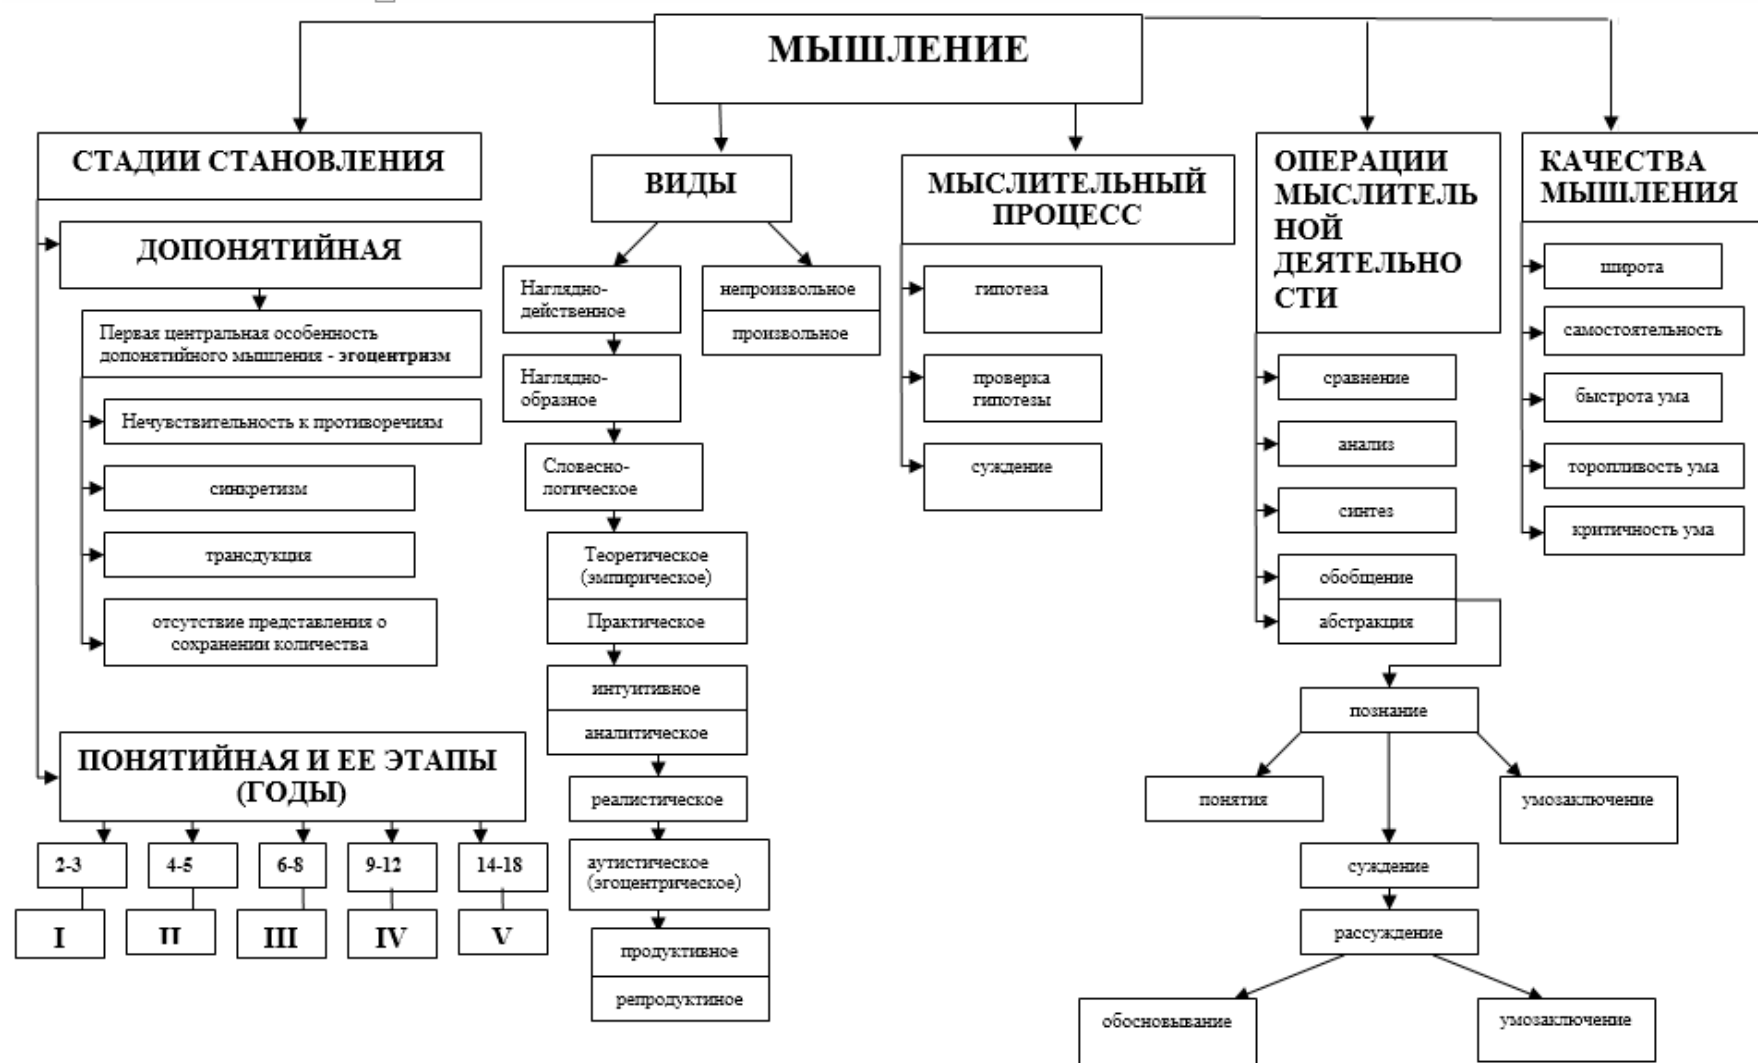 МЫШЛЕНИЕ
СТАДИИ СТАНОВЛЕНИЯ
ДОПОНЯТИЙНАЯ
Первая центральная особенность
допонятийного мышления - эгоцентризм
Нечувствительность к противоречиям
синкретизм
трансдукция
отсутствие представления о
сохранении количества
ПОНЯТИЙНАЯ И ЕЕ ЭТАПЫ
(ГОДЫ)
2-3
4-5
6-8
9-12
14-18
I
II
III
IV
V
ВИДЫ
Наглядно-
действенное
Наглядно-
образное
Словесно-
логическое
Теоретическое
(эмпирическое)
Практическое
интуитивное
аналитическое
реалистическое
аутистическое
(эгоцентрическое)
продуктивное
репродуктиное
непроизвольное
произвольное
МЫСЛИТЕЛЬНЫЙ
ПРОЦЕСС
гипотеза
проверка
гипотезы
суждение
ОПЕРАЦИИ
МЫСЛИТЕЛЬ
НОЙ
ДЕЯТЕЛЬНО
СТИ
сравнение
анализ
синтез
обобщение
абстракция
познание
понятия
умозаключение
суждение
рассуждение
обосновывание
умозаключение
КАЧЕСТВА
МЫШЛЕНИЯ
широта
самостоятельность
быстрота ума
торопливость ума
критичность ума